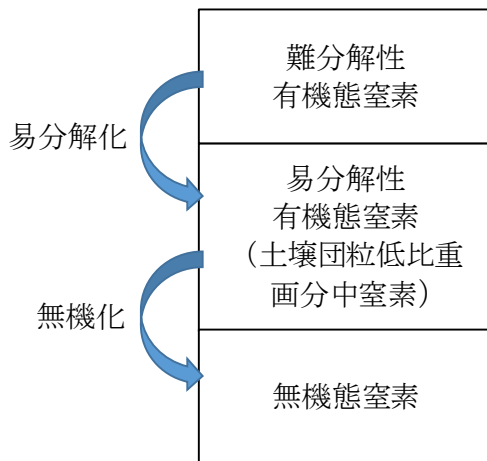 難分解性
有機態窒素
易分解化
易分解性
有機態窒素
（土壌団粒低比重
画分中窒素）
無機化
無機態窒素